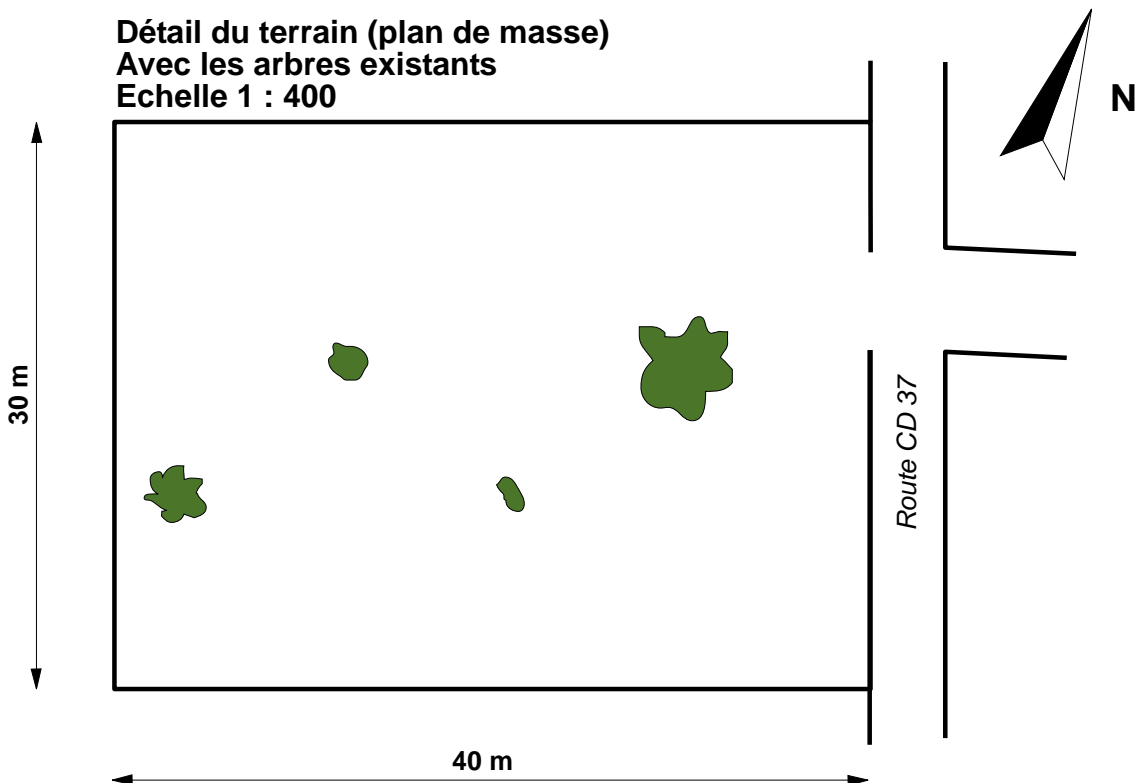 Détail du terrain (plan de masse)
Avec les arbres existants
Echelle 1 : 400
N
30 m
Route CD 37
40 m